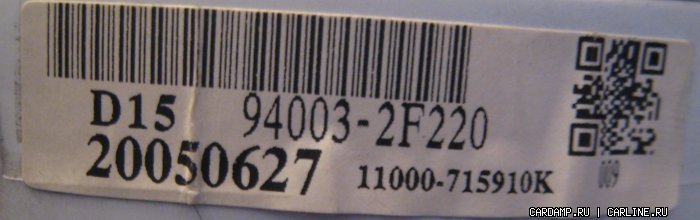 D15 94003-2F220
20050627 11000-715910K
009
CARDAMP.RU | CARLINE.RU